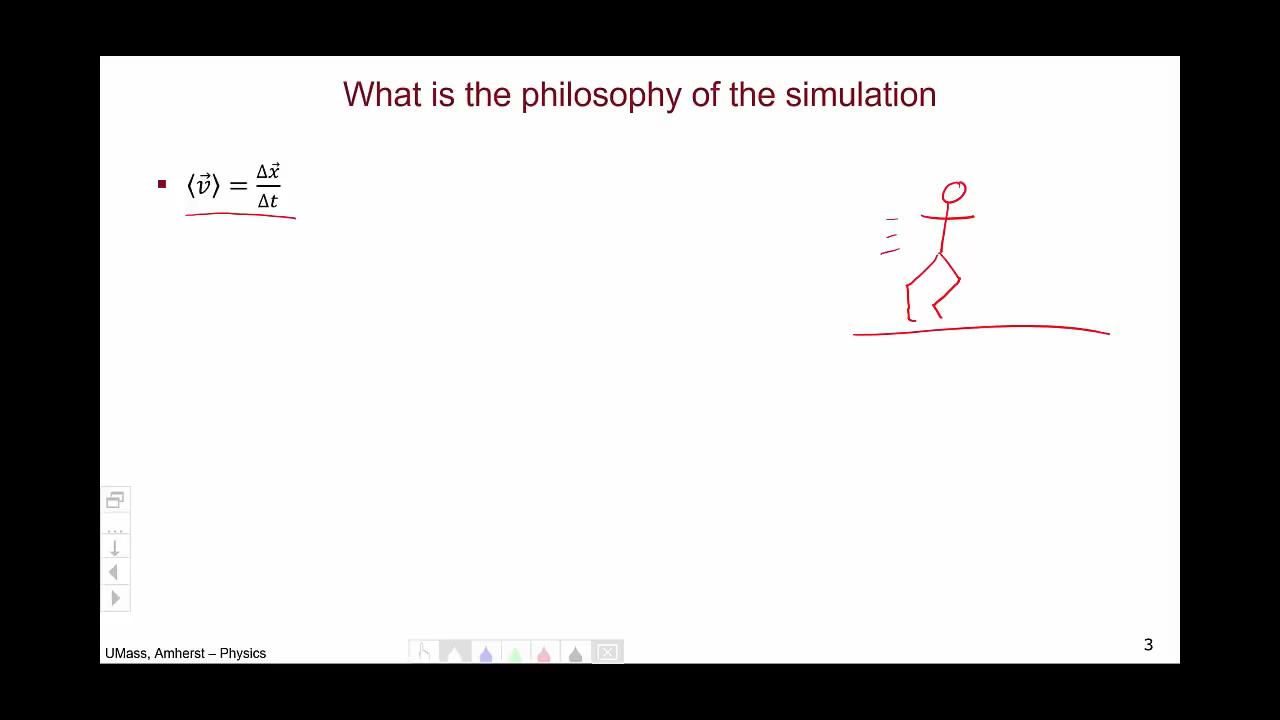 What is the philosophy of the simulation
▪ ⟨v⃗⟩ = Δx⃗/Δt
UMass, Amherst – Physics
3